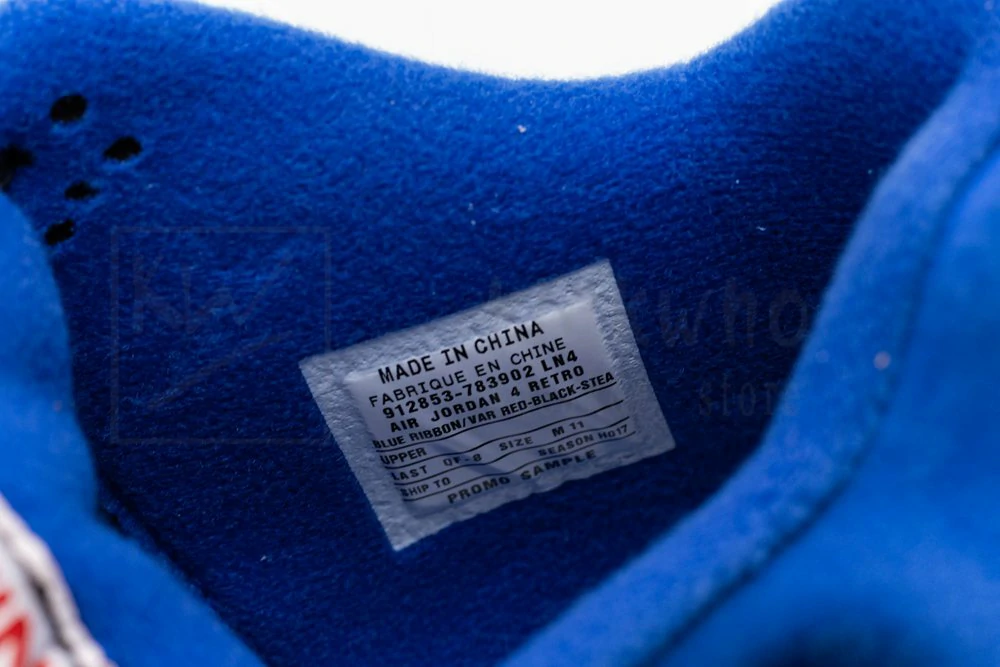 MADE IN CHINA
FABRIQUE EN CHINE
912853-783902 LN4
AIR JORDAN 4 RETRO
BLUE RIBBON/VAR RED-BLACK-STEA
UPPER
LAST OF-8 SIZE M 11
SHIP TO SEASON HO17
PROMO SAMPLE
KW